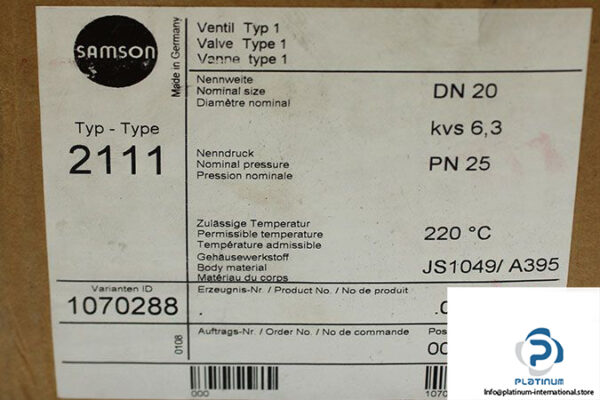 SAMSON
Made in Germany
Typ - Type
2111
Varianten ID
1070288
0108
Ventil Typ 1
Valve Type 1
Vanne type 1
Nennweite
Nominal size
Diamètre nominal
DN 20
kvs 6,3
Nenndruck
Nominal pressure
Pression nominale
PN 25
Zulässige Temperatur
Permissible temperature
Température admissible
220 °C
Gehäusewerkstoff
Body material
Matériau du corps
JS1049/ A395
Erzeugnis-Nr. / Product No. / No de produit
Auftrags-Nr. / Order No. / No de commande
000
1070
PLATINUM
Info@platinum-international.store